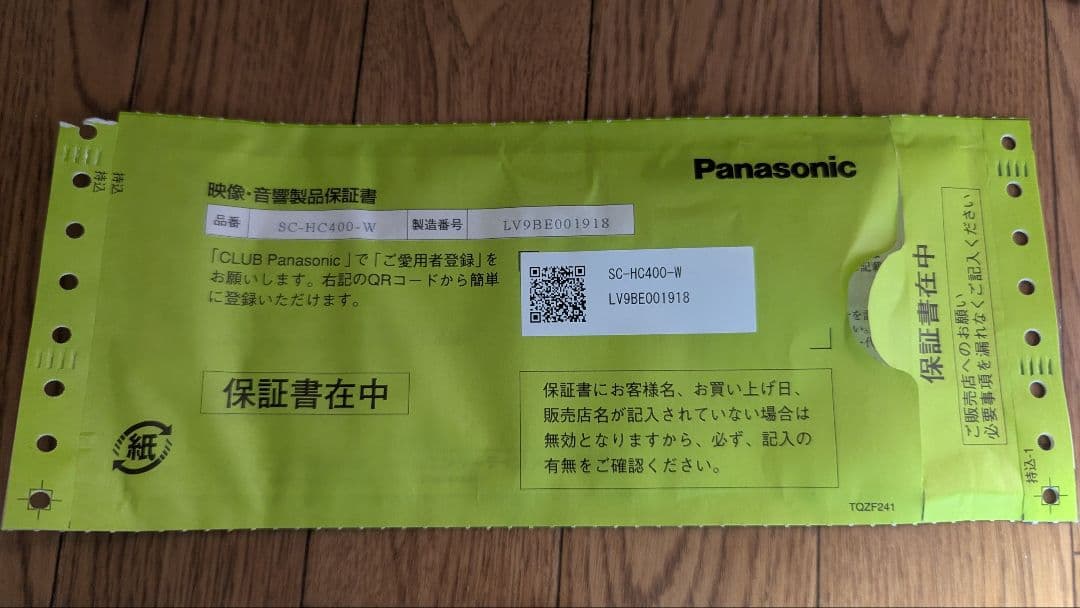 Panasonic
映像・音響製品保証書
品番 SC-HC400-W 製造番号 LV9BE001918
「CLUB Panasonic」で「ご愛用者登録」を
お願いします。右記のQRコードから簡単
に登録いただけます。
SC-HC400-W
LV9BE001918
保証書在中
保証書にお客様名、お買い上げ日、
販売店名が記入されていない場合は
無効となりますから、必ず、記入の
有無をご確認ください。
紙
TQZF241
持込
持込
保証書在中
ご販売店へのお願い
必要事項を漏れなくご記入ください
持込-1